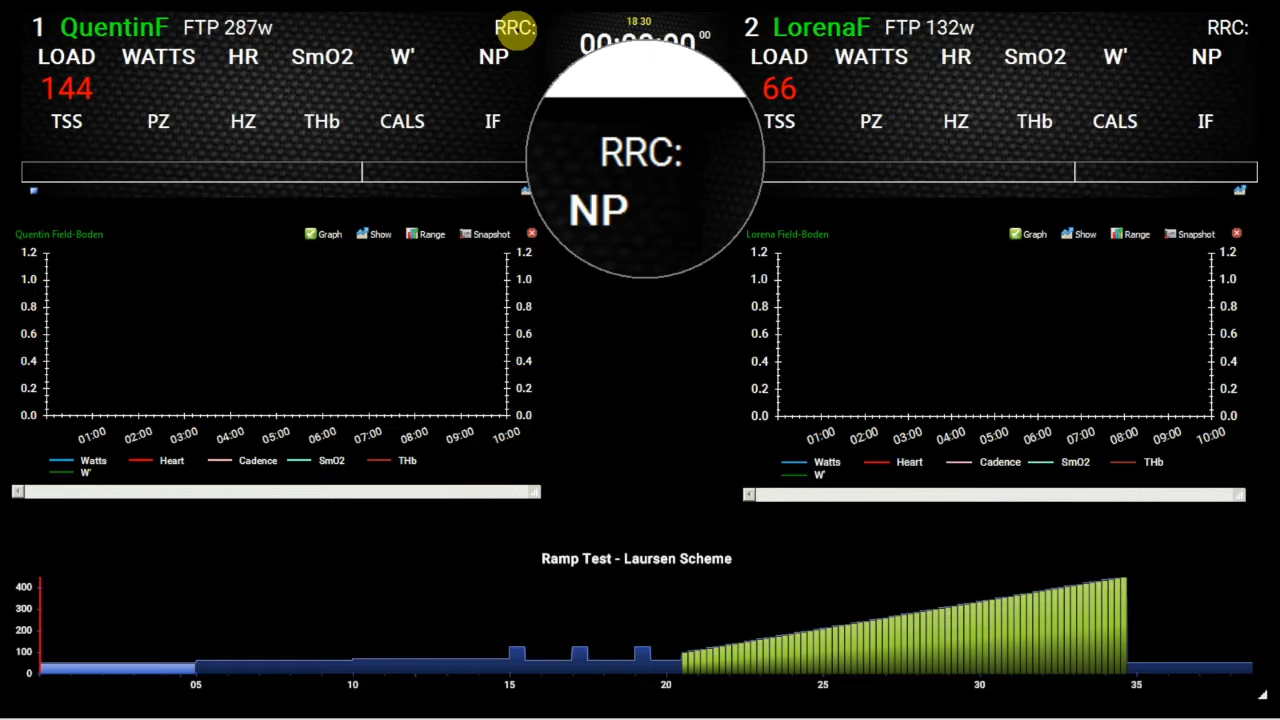 1 QuentinF FTP 287w RRC:
LOAD WATTS HR SmO2 W' NP
144
TSS PZ HZ THb CALS IF
18 30
00:00:00 00
RRC:
NP
2 LorenaF FTP 132w RRC:
LOAD WATTS HR SmO2 W' NP
66
TSS PZ HZ THb CALS IF
Quentin Field-Boden Graph Show Range Snapshot
1.2 1.2
1.0 1.0
0.8 0.8
0.6 0.6
0.4 0.4
0.2 0.2
0.0 0.0
01:00 02:00 03:00 04:00 05:00 06:00 07:00 08:00 09:00 10:00
Watts Heart Cadence SmO2 THb
W'
Lorena Field-Boden Graph Show Range Snapshot
1.2 1.2
1.0 1.0
0.8 0.8
0.6 0.6
0.4 0.4
0.2 0.2
0.0 0.0
01:00 02:00 03:00 04:00 05:00 06:00 07:00 08:00 09:00 10:00
Watts Heart Cadence SmO2 THb
W'
Ramp Test - Laursen Scheme
400
300
200
100
0
05 10 15 20 25 30 35